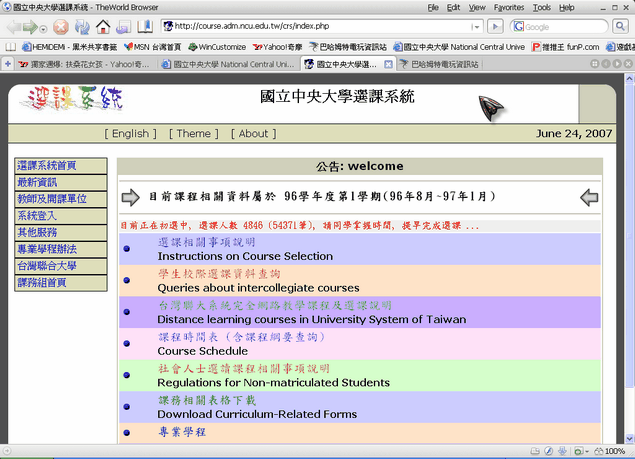 國立中央大學選課系統 - TheWorld Browser
File Edit View Favorites Tools Help
http://course.adm.ncu.edu.tw/crs/index.php
Google
HEMiDEMi - 黑米共享書籤 MSN 台灣首頁 WinCustomize Yahoo!奇摩 巴哈姆特電玩資訊站 國立中央大學 National Central Unive 推推王 funP.com
獨家連線: 扶桑花女孩 - Yahoo!奇... 國立中央大學 National Central Uni... 國立中央大學選... 巴哈姆特電玩資訊站
選課系統
國立中央大學選課系統
[ English ] [ Theme ] [ About ]
June 24, 2007
選課系統首頁
最新資訊
教師及開課單位
系統登入
其他服務
專業學程辦法
台灣聯合大學
課務組首頁
公告: welcome
目前課程相關資料屬於 96學年度第1學期(96年8月~97年1月)
目前正在初選中, 選課人數 4846 (54371筆), 請同學掌握時間, 提早完成選課 ...
選課相關事項說明
Instructions on Course Selection
學生校際選課資料查詢
Queries about intercollegiate courses
台灣聯大系統完全網路教學課程及選課說明
Distance learning courses in University System of Taiwan
課程時間表 (含課程綱要查詢)
Course Schedule
社會人士選讀課程相關事項說明
Regulations for Non-matriculated Students
課務相關表格下載
Download Curriculum-Related Forms
專業學程
100%